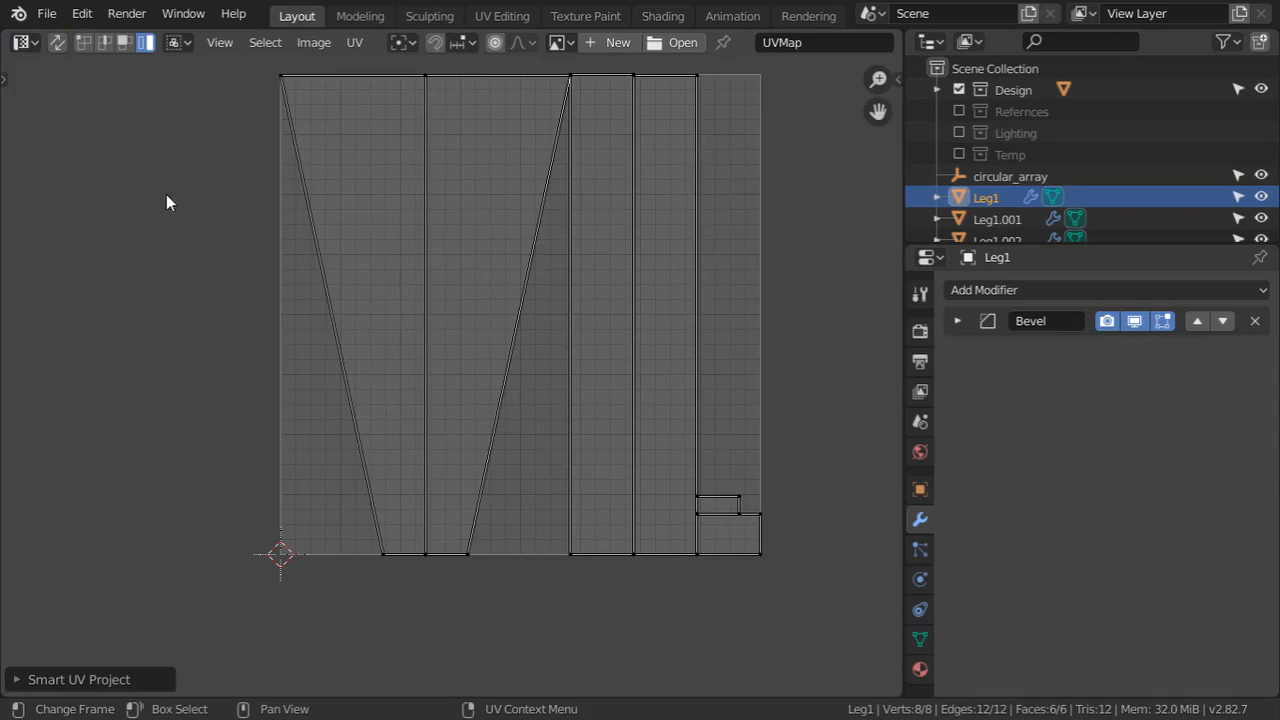 File Edit Render Window Help Layout Modeling Sculpting UV Editing Texture Paint Shading Animation Rendering Scene View Layer
View Select Image UV New Open UVMap
Scene Collection
Design
Refernces
Lighting
Temp
circular_array
Leg1
Leg1.001
Leg1.002
Leg1
Add Modifier
Bevel
Smart UV Project
Change Frame Box Select Pan View UV Context Menu Leg1 | Verts:8/8 | Edges:12/12 | Faces:6/6 | Tris:12 | Mem: 32.0 MiB | v2.82.7